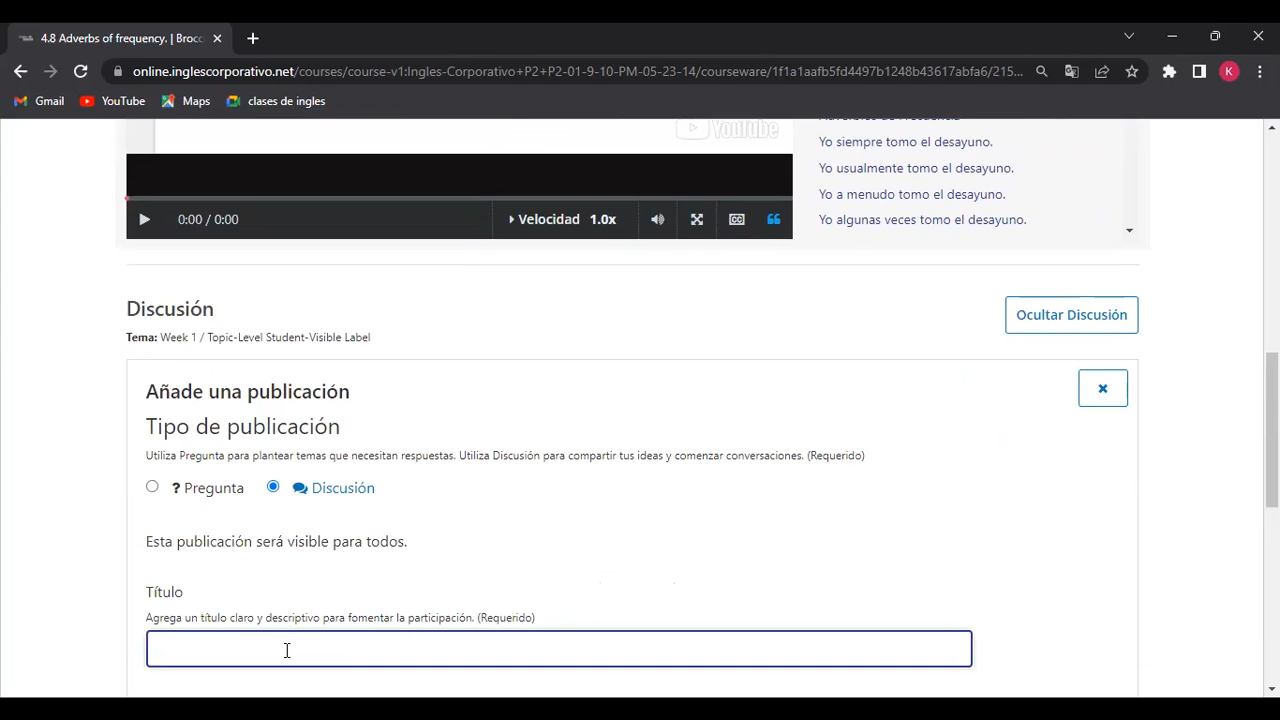 4.8 Adverbs of frequency. | Brocc
online.inglescorporativo.net/courses/course-v1:Ingles-Corporativo+P2+P2-01-9-10-PM-05-23-14/courseware/1f1a1aafb5fd4497b1248b43617abfa6/215...
K
Gmail
YouTube
Maps
clases de ingles
YouTube
Adverbios de Frecuencia
Yo siempre tomo el desayuno.
Yo usualmente tomo el desayuno.
Yo a menudo tomo el desayuno.
Yo algunas veces tomo el desayuno.
0:00 / 0:00
Velocidad 1.0x
Discusión
Ocultar Discusión
Tema: Week 1 / Topic-Level Student-Visible Label
Añade una publicación
Tipo de publicación
Utiliza Pregunta para plantear temas que necesitan respuestas. Utiliza Discusión para compartir tus ideas y comenzar conversaciones. (Requerido)
? Pregunta
Discusión
Esta publicación será visible para todos.
Título
Agrega un título claro y descriptivo para fomentar la participación. (Requerido)